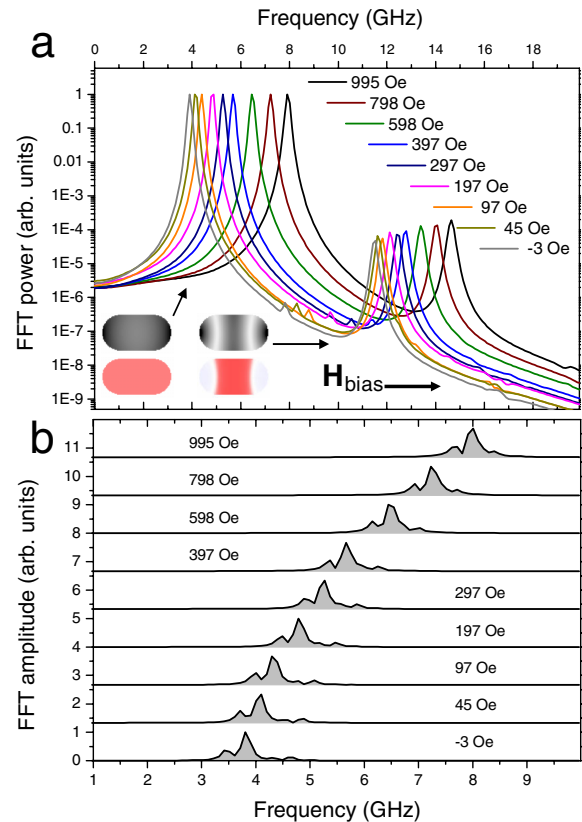 Frequency (GHz)
a
0 2 4 6 8 10 12 14 16 18
FFT power (arb. units)
1
0.1
0.01
1E-3
1E-4
1E-5
1E-6
1E-7
1E-8
1E-9
995 Oe
798 Oe
598 Oe
397 Oe
297 Oe
197 Oe
97 Oe
45 Oe
-3 Oe
Hbias
b
FFT amplitude (arb. units)
11
10
9
8
7
6
5
4
3
2
1
0
995 Oe
798 Oe
598 Oe
397 Oe
297 Oe
197 Oe
97 Oe
45 Oe
-3 Oe
1 2 3 4 5 6 7 8 9
Frequency (GHz)